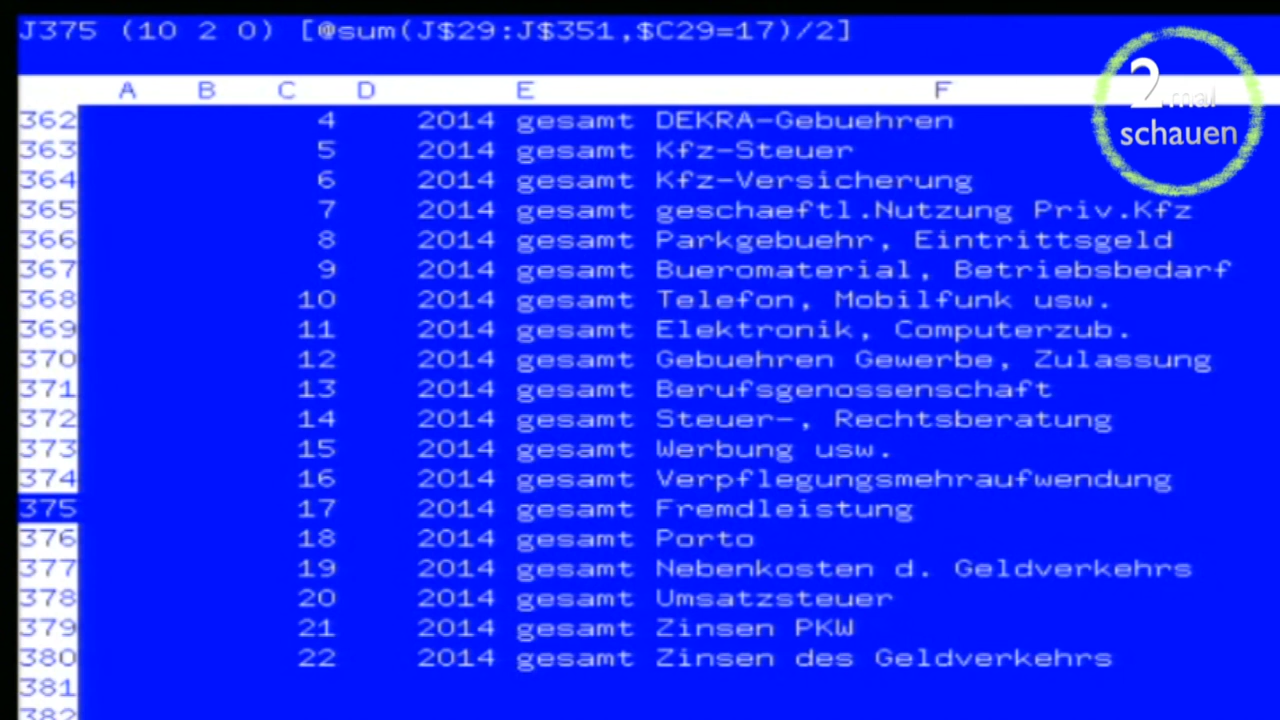 J375 (10 2 0) [@sum(J$29:J$351,$C29=17)/2]
2 mal
schauen
A B C D E F
362 4 2014 gesamt DEKRA-Gebuehren
363 5 2014 gesamt Kfz-Steuer
364 6 2014 gesamt Kfz-Versicherung
365 7 2014 gesamt geschaeftl.Nutzung Priv.Kfz
366 8 2014 gesamt Parkgebuehr, Eintrittsgeld
367 9 2014 gesamt Bueromaterial, Betriebsbedarf
368 10 2014 gesamt Telefon, Mobilfunk usw.
369 11 2014 gesamt Elektronik, Computerzub.
370 12 2014 gesamt Gebuehren Gewerbe, Zulassung
371 13 2014 gesamt Berufsgenossenschaft
372 14 2014 gesamt Steuer-, Rechtsberatung
373 15 2014 gesamt Werbung usw.
374 16 2014 gesamt Verpflegungsmehraufwendung
375 17 2014 gesamt Fremdleistung
376 18 2014 gesamt Porto
377 19 2014 gesamt Nebenkosten d. Geldverkehrs
378 20 2014 gesamt Umsatzsteuer
379 21 2014 gesamt Zinsen PKW
380 22 2014 gesamt Zinsen des Geldverkehrs
381
382